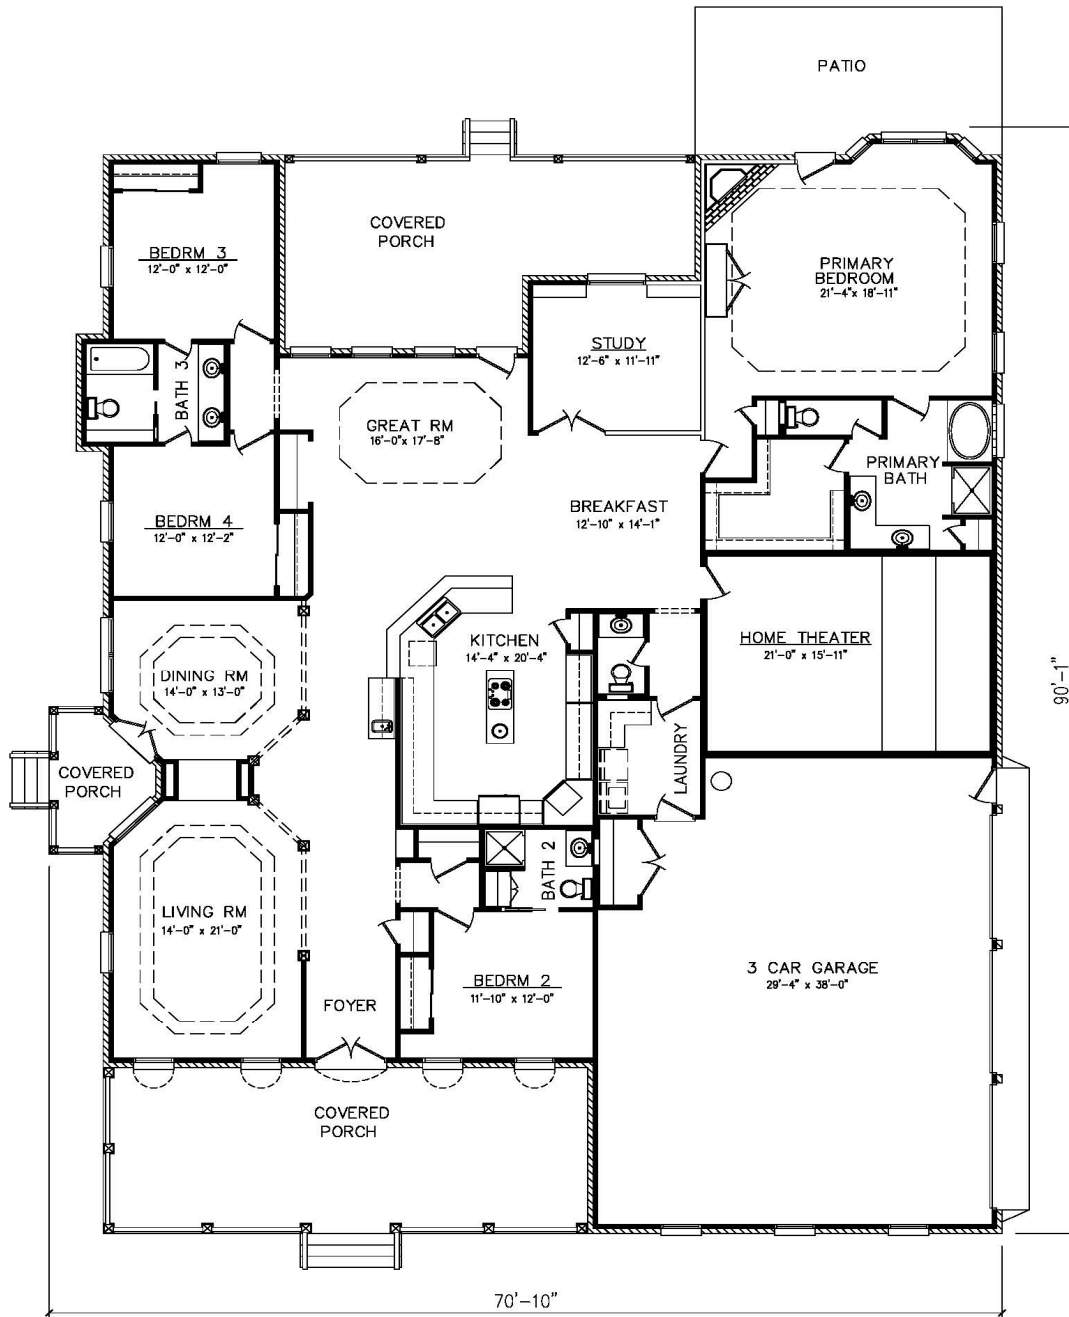 PATIO
COVERED
PORCH
BEDRM 3
12'-0" x 12'-0"
PRIMARY
BEDROOM
21'-4"x 18'-11"
STUDY
12'-6" x 11'-11"
BATH 3
GREAT RM
16'-0"x 17'-8"
PRIMARY
BATH
BREAKFAST
12'-10" x 14'-1"
BEDRM 4
12'-0" x 12'-2"
KITCHEN
14'-4" x 20'-4"
HOME THEATER
21'-0" x 15'-11"
DINING RM
14'-0" x 13'-0"
90'-1"
LAUNDRY
COVERED
PORCH
BATH 2
LIVING RM
14'-0" x 21'-0"
3 CAR GARAGE
29'-4" x 38'-0"
BEDRM 2
11'-10" x 12'-0"
FOYER
COVERED
PORCH
70'-10"